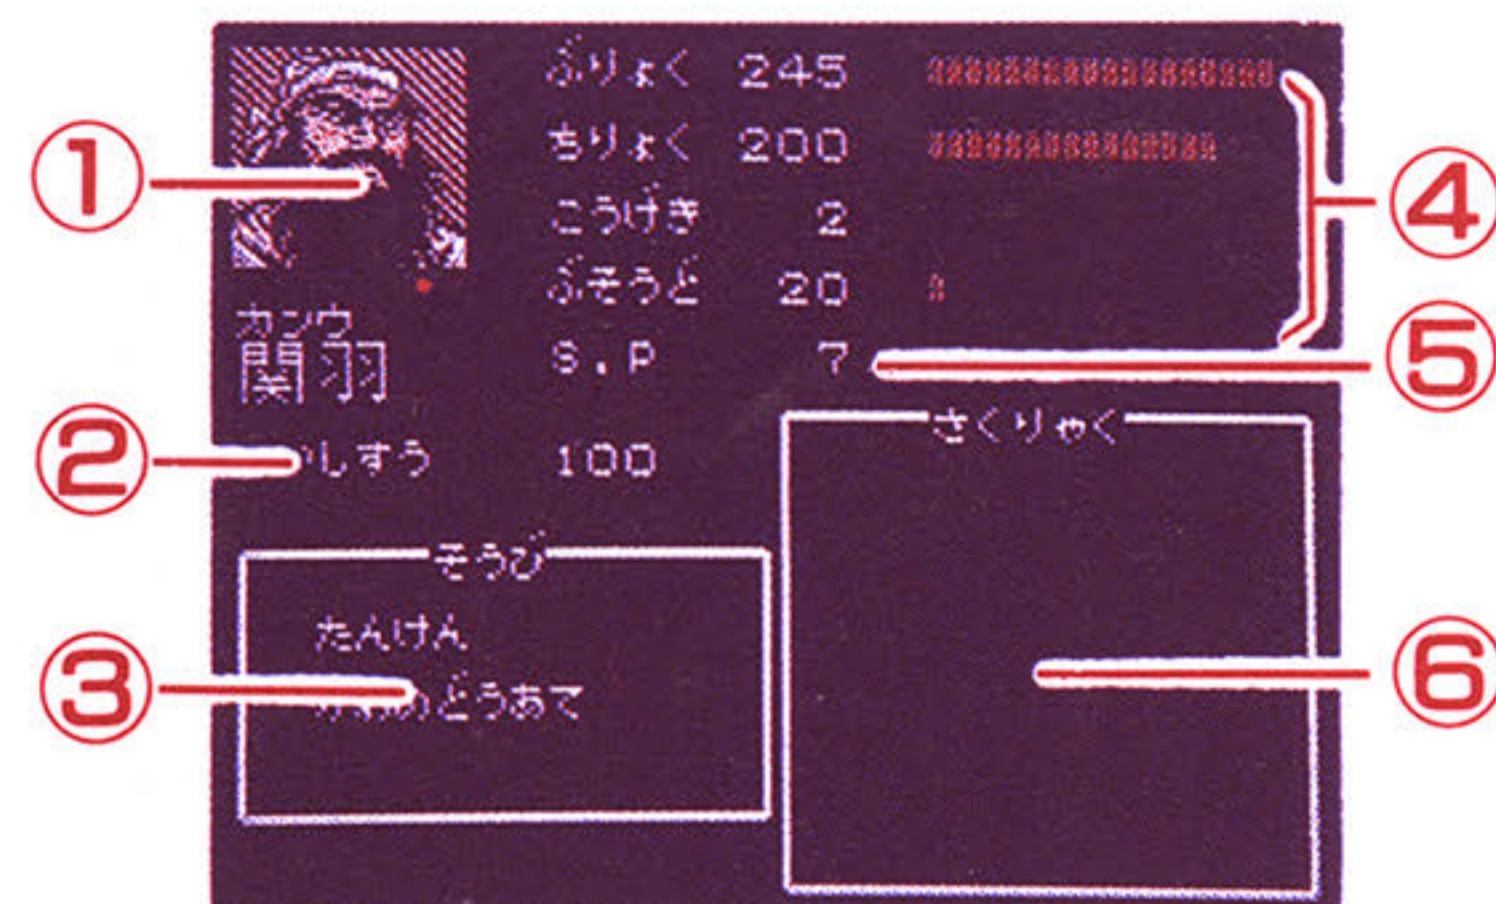 ① ぶりょく 245
ちりょく 200
④
こうげき 2
ぶそうど 20
カンウ
関羽
S.P 7 ⑤
② しすう 100
さくりゃく
そうび
たんけん
③ どうあて
⑥